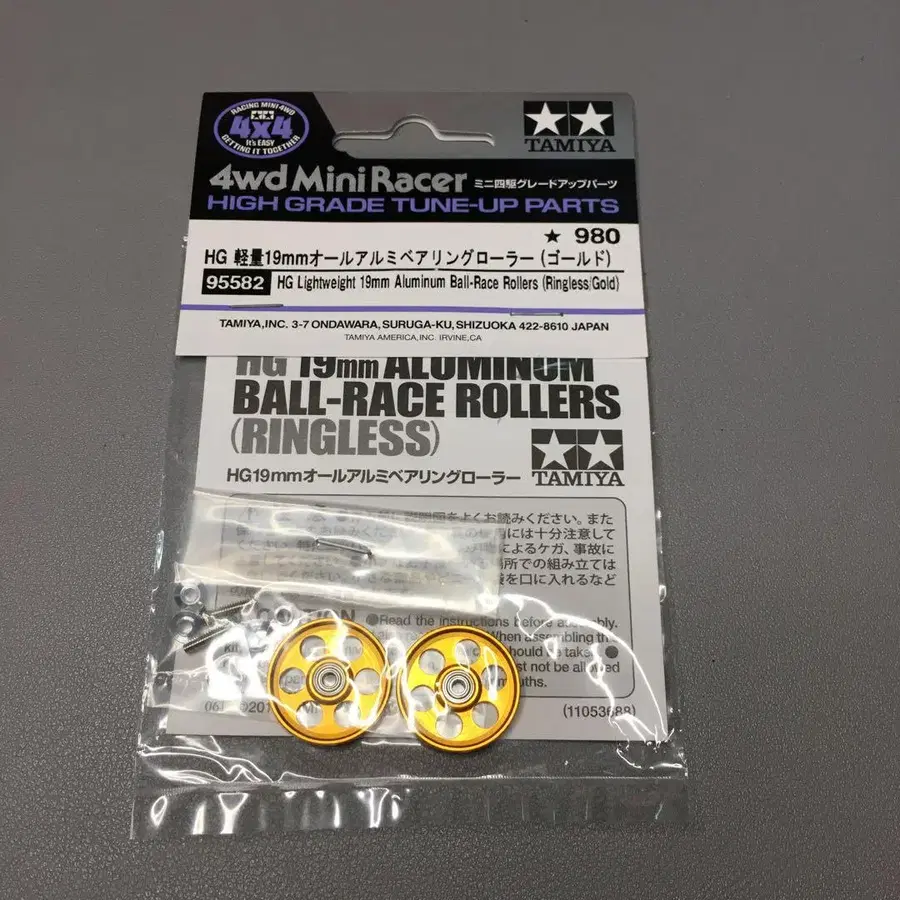 RACING MINI 4WD
4x4
It's EASY
GETTING IT TOGETHER
TAMIYA
4wd Mini Racer ミニ四駆グレードアップパーツ
HIGH GRADE TUNE-UP PARTS
★ 980
HG 軽量19mmオールアルミベアリングローラー(ゴールド)
95582 HG Lightweight 19mm Aluminum Ball-Race Rollers (Ringless/Gold)
TAMIYA,INC. 3-7 ONDAWARA,SURUGA-KU,SHIZUOKA 422-8610 JAPAN
TAMIYA AMERICA,INC. IRVINE,CA
HG 19mm ALUMINUM
BALL-RACE ROLLERS
(RINGLESS)
TAMIYA
HG19mmオールアルミベアリングローラー
をよくお読みください。また
には十分注意して
によるケガ、事故に
場所での組み立ては
を口に入れるなど
CAUTION
●Read the instructions before assembly.
When assembling the
should be take
not be allowed
(11053688)